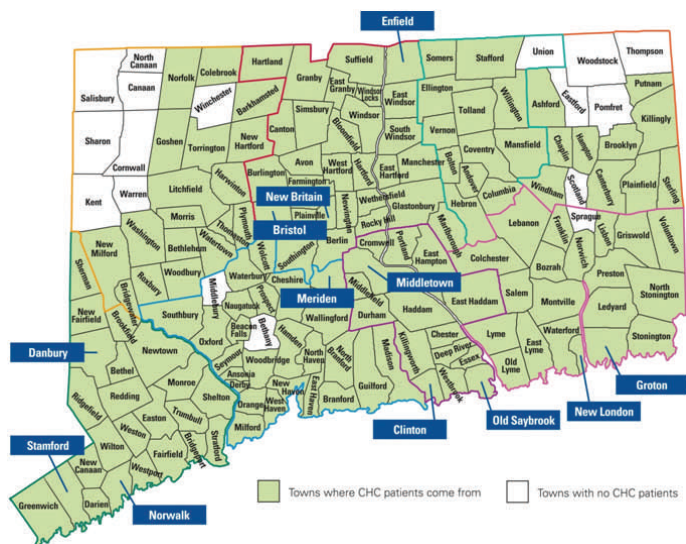 Enfield
North
Canaan
Salisbury
Canaan
Norfolk
Colebrook
Hartland
Granby
Suffield
East
Granby
Windsor
Locks
Somers
Stafford
Union
Woodstock
Thompson
Winchester
Barkhamsted
Simsbury
Windsor
East
Windsor
Ellington
Willington
Ashford
Eastford
Pomfret
Putnam
Sharon
Cornwall
Goshen
Torrington
New
Hartford
Canton
Bloomfield
South
Windsor
Vernon
Tolland
Mansfield
Chaplin
Hampton
Brooklyn
Killingly
Kent
Warren
Litchfield
Harwinton
Burlington
Avon
West
Hartford
Hartford
East
Hartford
Manchester
Bolton
Coventry
Andover
Windham
Scotland
Canterbury
Plainfield
Sterling
Farmington
New Britain
Newington
Wethersfield
Glastonbury
Hebron
Columbia
Lebanon
Sprague
Lisbon
Griswold
Voluntown
New
Milford
Washington
Morris
Bethlehem
Watertown
Thomaston
Plymouth
Bristol
Plainville
Rocky Hill
Marlborough
Franklin
Norwich
Sherman
Roxbury
Woodbury
Wolcott
Southington
Berlin
Cromwell
Portland
East
Hampton
Colchester
Bozrah
Preston
North
Stonington
New
Fairfield
Bridgewater
Brookfield
Southbury
Middlebury
Waterbury
Cheshire
Meriden
Middletown
Middlefield
Naugatuck
Prospect
Wallingford
Durham
Haddam
East Haddam
Salem
Montville
Ledyard
Stonington
Danbury
Newtown
Oxford
Beacon
Falls
Bethany
Hamden
Bethel
Seymour
Woodbridge
North
Haven
North
Branford
Madison
Killingworth
Chester
Deep River
Essex
Lyme
Waterford
East
Lyme
Old
Lyme
Groton
Ridgefield
Redding
Monroe
Shelton
Ansonia
Derby
New
Haven
East Haven
Branford
Guilford
Westbrook
New London
Orange
West
Haven
Milford
Clinton
Old Saybrook
Stamford
Wilton
Weston
Easton
Trumbull
Stratford
New
Canaan
Westport
Fairfield
Bridgeport
Greenwich
Darien
Norwalk
Towns where CHC patients come from
Towns with no CHC patients